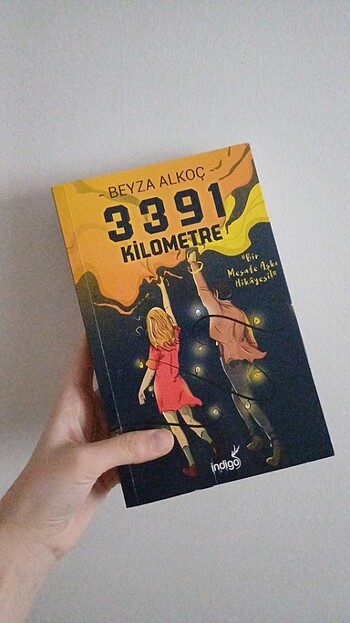 - BEYZA ALKOÇ -
3391
KİLOMETRE
"Bir
Mesafe Aşkı
Hikâyesi!"
indigo